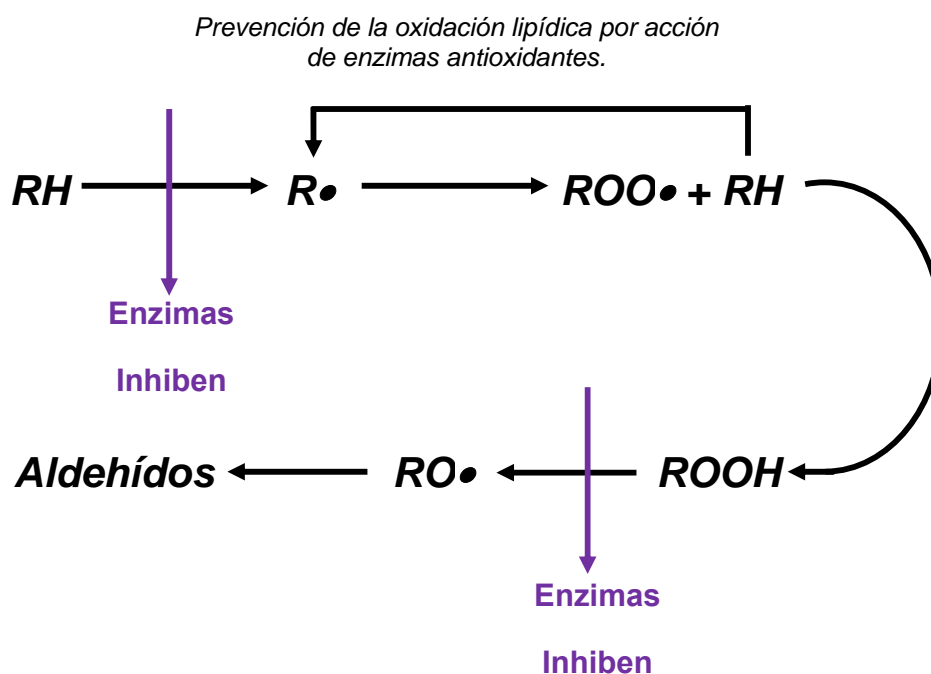 Prevención de la oxidación lipídica por acción
de enzimas antioxidantes.
RH R• ROO• + RH
Enzimas
Inhiben
Aldehídos RO• ROOH
Enzimas
Inhiben